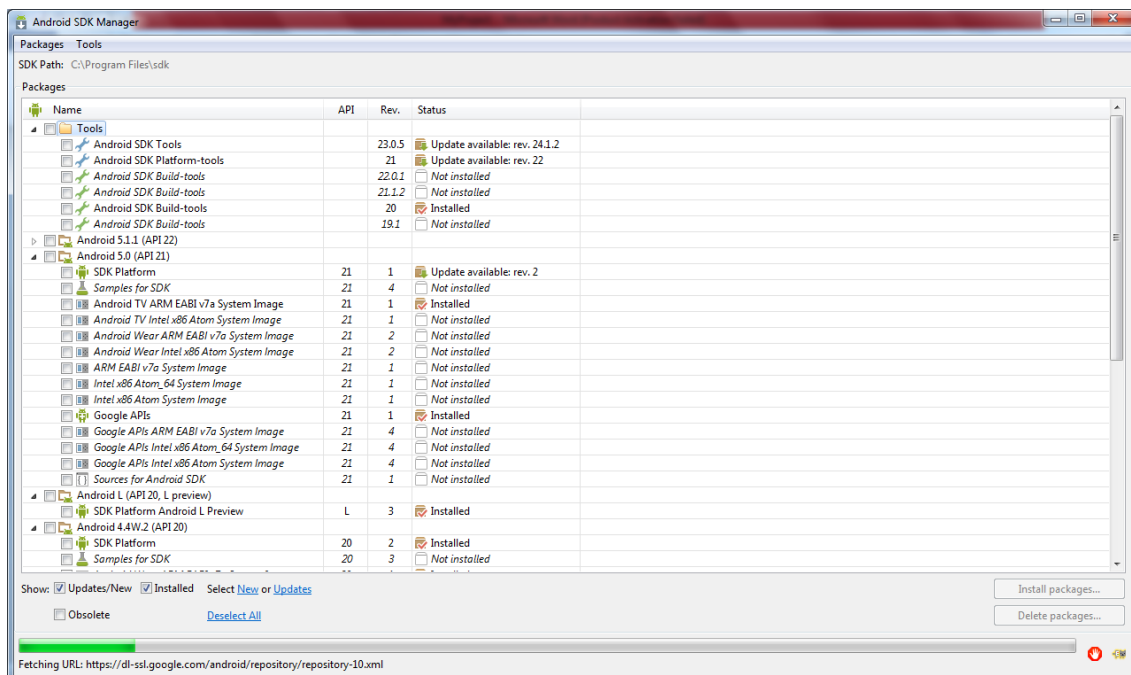 Android SDK Manager
Packages Tools
SDK Path: C:\Program Files\sdk
Packages
Name API Rev. Status
Tools
Android SDK Tools 23.0.5 Update available: rev. 24.1.2
Android SDK Platform-tools 21 Update available: rev. 22
Android SDK Build-tools 22.0.1 Not installed
Android SDK Build-tools 21.1.2 Not installed
Android SDK Build-tools 20 Installed
Android SDK Build-tools 19.1 Not installed
Android 5.1.1 (API 22)
Android 5.0 (API 21)
SDK Platform 21 1 Update available: rev. 2
Samples for SDK 21 4 Not installed
Android TV ARM EABI v7a System Image 21 1 Installed
Android TV Intel x86 Atom System Image 21 1 Not installed
Android Wear ARM EABI v7a System Image 21 2 Not installed
Android Wear Intel x86 Atom System Image 21 2 Not installed
ARM EABI v7a System Image 21 1 Not installed
Intel x86 Atom_64 System Image 21 1 Not installed
Intel x86 Atom System Image 21 1 Not installed
Google APIs 21 1 Installed
Google APIs ARM EABI v7a System Image 21 4 Not installed
Google APIs Intel x86 Atom_64 System Image 21 4 Not installed
Google APIs Intel x86 Atom System Image 21 4 Not installed
Sources for Android SDK 21 1 Not installed
Android L (API 20, L preview)
SDK Platform Android L Preview L 3 Installed
Android 4.4W.2 (API 20)
SDK Platform 20 2 Installed
Samples for SDK 20 3 Not installed
Show: Updates/New Installed Select New or Updates Install packages...
Obsolete Deselect All Delete packages...
Fetching URL: https://dl-ssl.google.com/android/repository/repository-10.xml